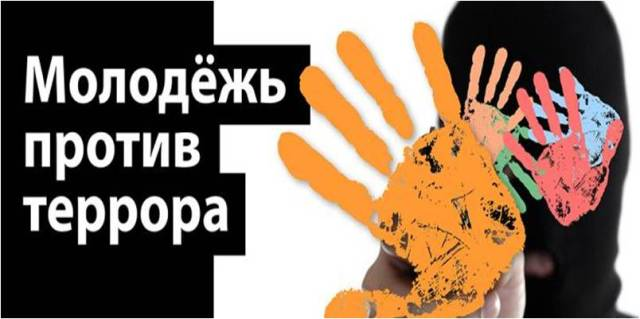 Молодёжь
против
террора